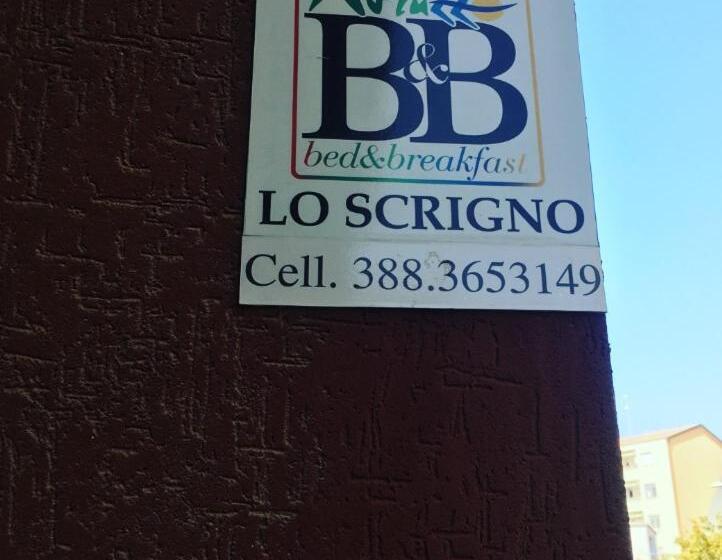 B&B
bed&breakfast
LO SCRIGNO
Cell. 388.3653149